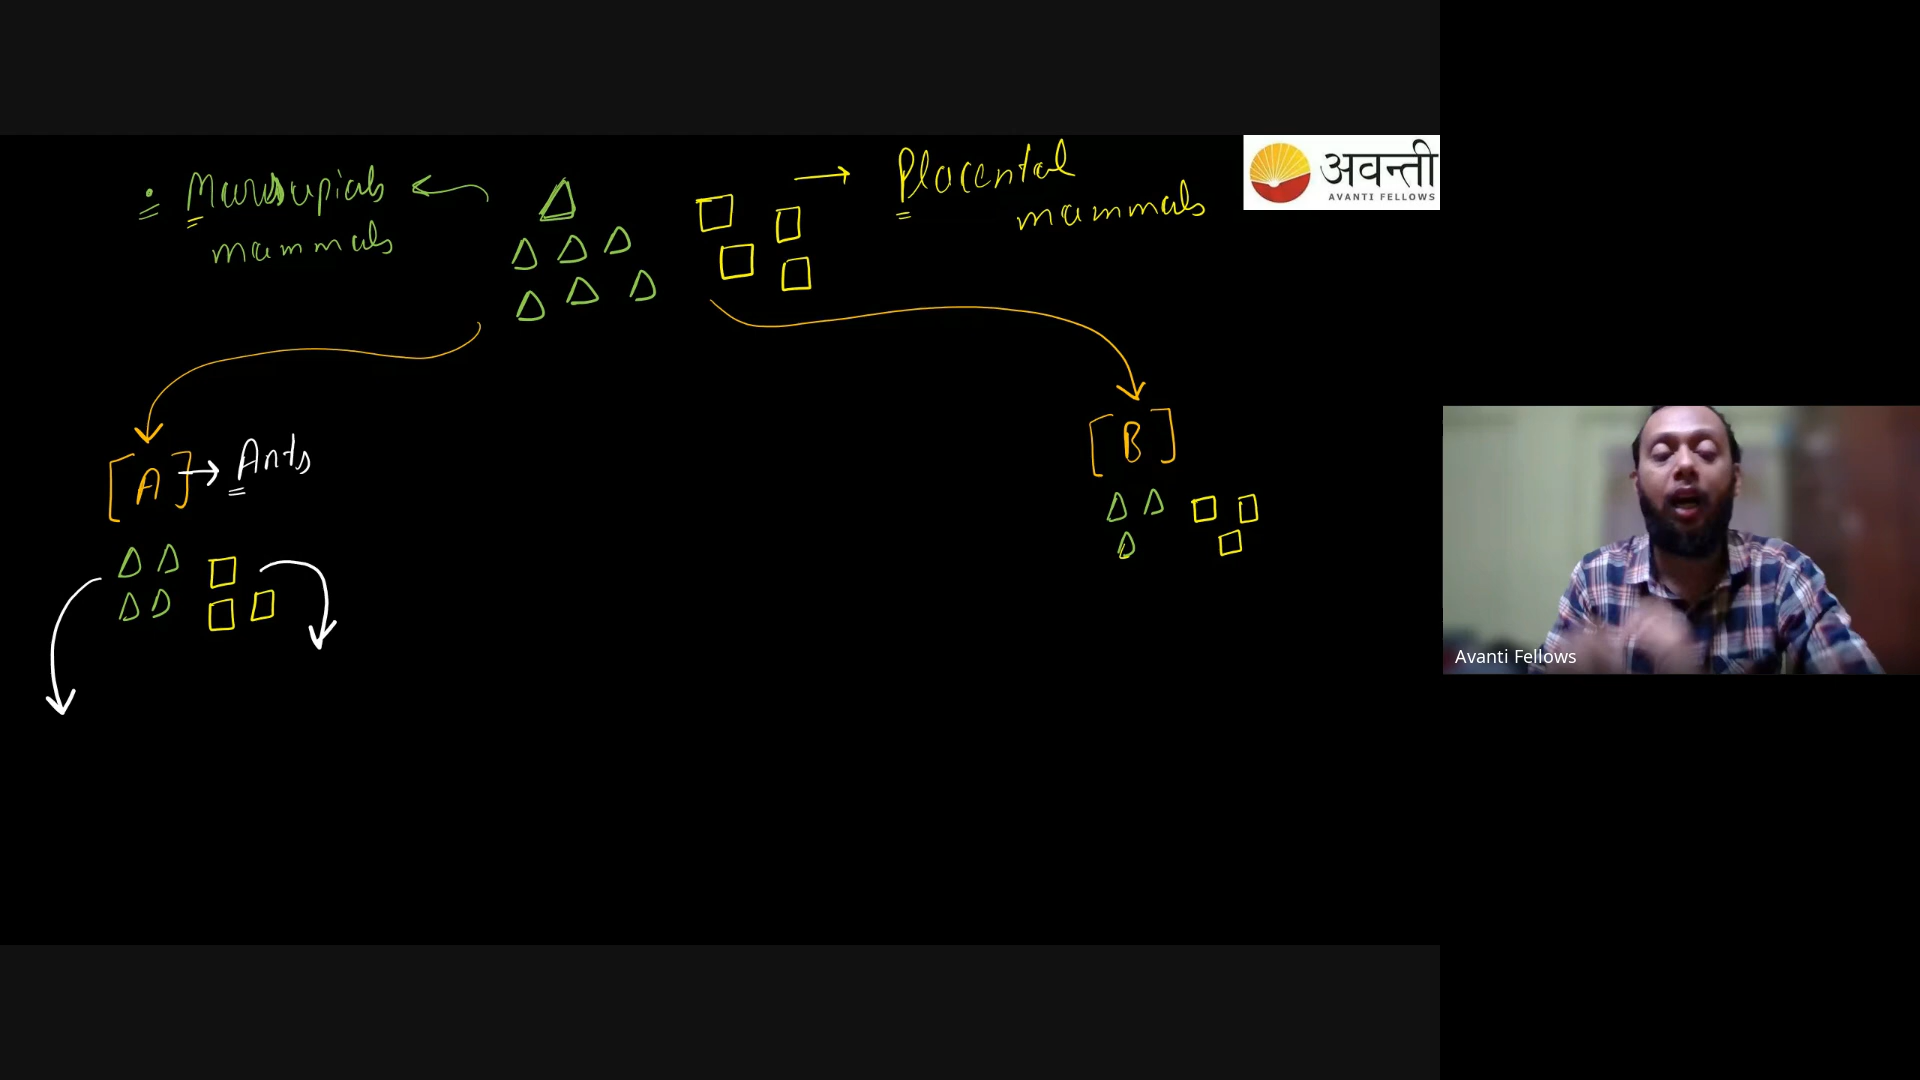 Marsupials
mammals
Placental
mammals
अवन्ती
AVANTI FELLOWS
[A] → Ants
[B]
Avanti Fellows